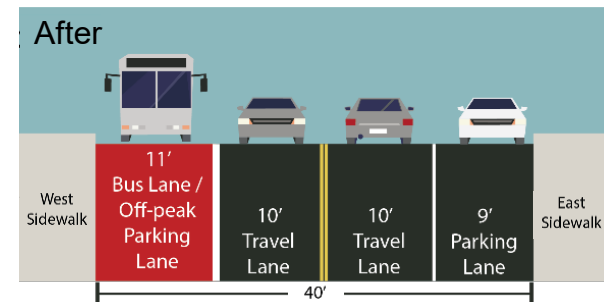 : After
West
Sidewalk
11'
Bus Lane /
Off-peak
Parking
Lane
10'
Travel
Lane
10'
Travel
Lane
9'
Parking
Lane
East
Sidewalk
40'